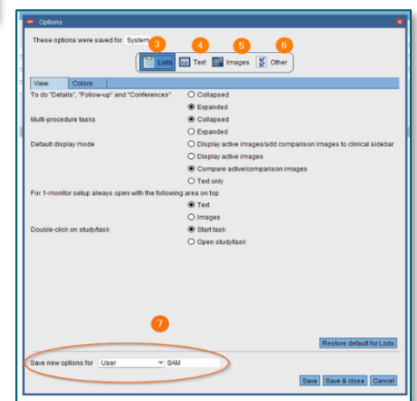 Options
These options were saved for System
3 4 5 6
Lists Text Images Other
View Colors
To do "Details", "Follow-up" and "Conferences" Collapsed
Expanded
Multi-procedure tasks Collapsed
Expanded
Default display mode Display active images/add comparison images to clinical sidebar
Display active images
Compare active/comparison images
Text only
For 1-monitor setup always open with the following area on top
Text
Images
Double-click on study/task Start task
Open study/task
7
Restore default for Lists
Save new options for User SAM
Save Save & close Cancel